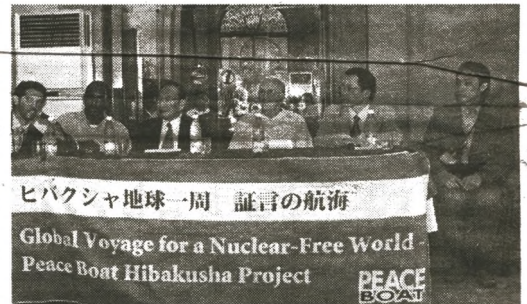 ヒバクシャ地球一周 証言の航海
Global Voyage for a Nuclear-Free World -
Peace Boat Hibakusha Project
PEACE
BOAT